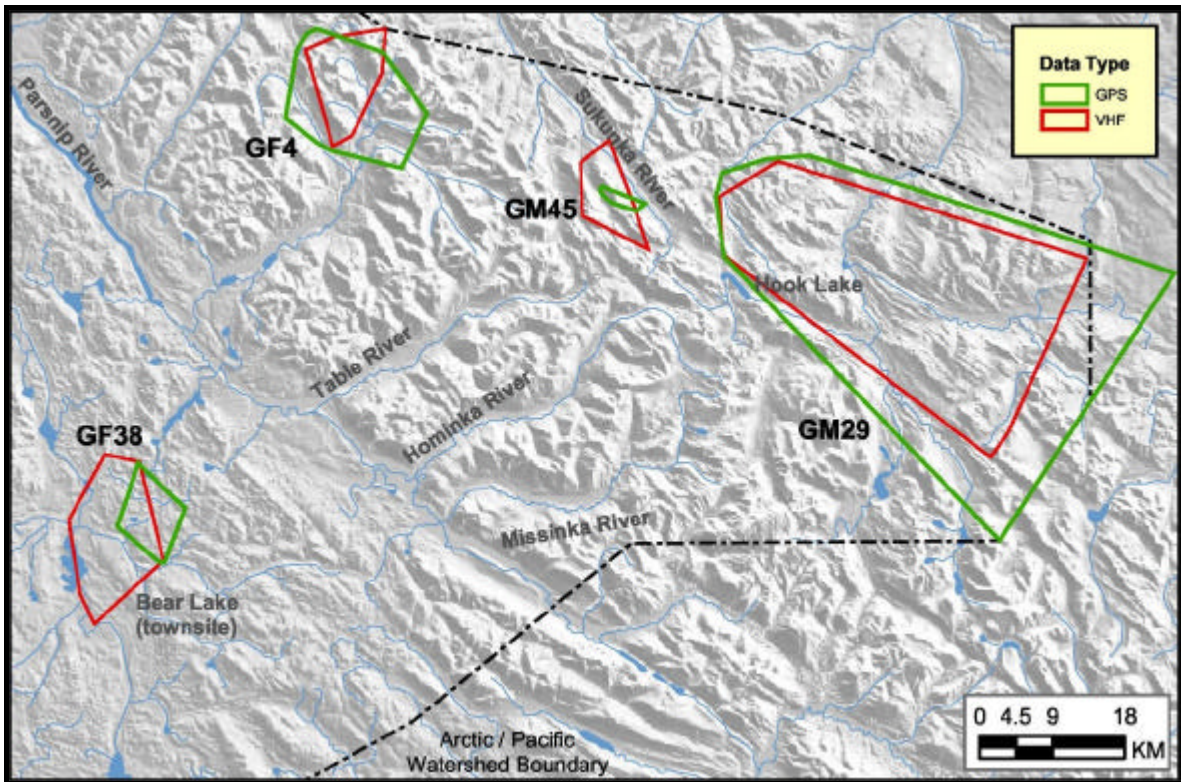 Data Type
GPS
VHF
Parsnip River
GF4
Sukunka River
GM45
Hook Lake
Table River
Hominka River
GM29
GF38
Missinka River
Bear Lake
(townsite)
0 4.5 9 18
KM
Arctic / Pacific
Watershed Boundary